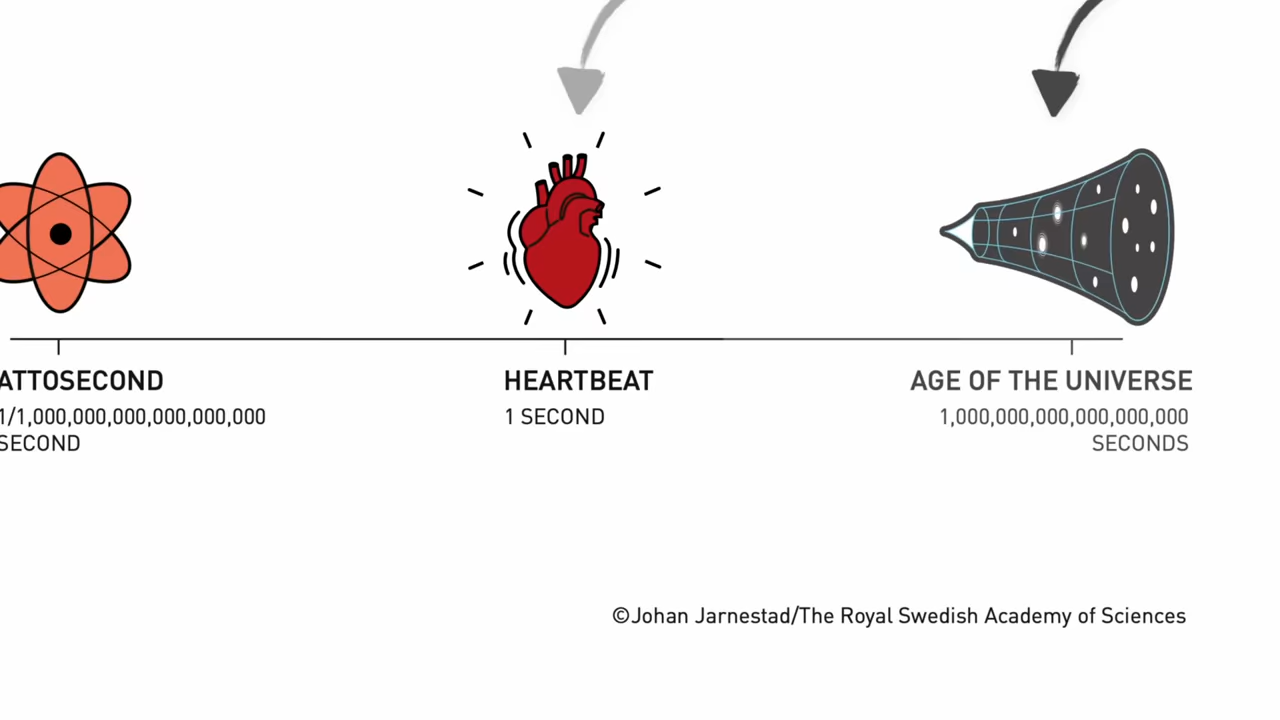 ATTOSECOND
1/1,000,000,000,000,000,000
SECOND
HEARTBEAT
1 SECOND
AGE OF THE UNIVERSE
1,000,000,000,000,000,000
SECONDS
©Johan Jarnestad/The Royal Swedish Academy of Sciences